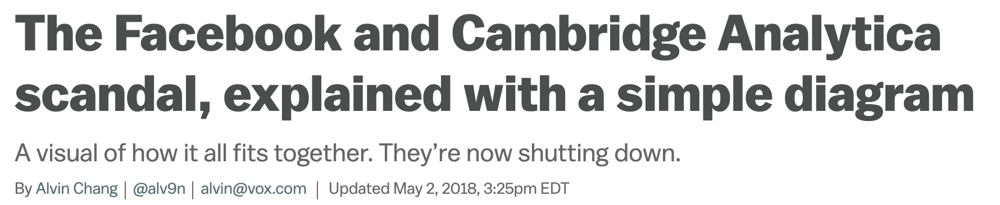 The Facebook and Cambridge Analytica
scandal, explained with a simple diagram
A visual of how it all fits together. They’re now shutting down.
By Alvin Chang | @alv9n | alvin@vox.com | Updated May 2, 2018, 3:25pm EDT